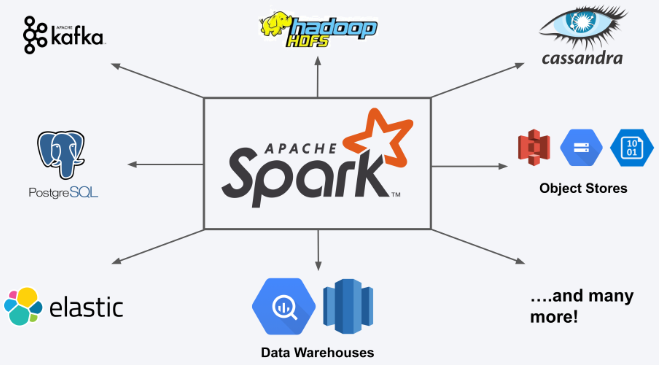 APACHE
kafka
hadoop
HDFS
cassandra
PostgreSQL
APACHE
Spark™
10
01
Object Stores
elastic
Data Warehouses
....and many
more!